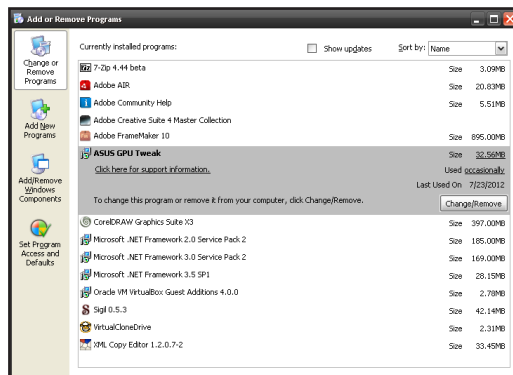 Add or Remove Programs
Change or
Remove
Programs
Add New
Programs
Add/Remove
Windows
Components
Set Program
Access and
Defaults
Currently installed programs:
Show updates
Sort by: Name
7-Zip 4.44 beta Size 3.09MB
Adobe AIR Size 20.83MB
Adobe Community Help Size 5.51MB
Adobe Creative Suite 4 Master Collection
Adobe FrameMaker 10 Size 895.00MB
ASUS GPU Tweak Size 32.56MB
Click here for support information. Used occasionally
Last Used On 7/23/2012
To change this program or remove it from your computer, click Change/Remove. Change/Remove
CorelDRAW Graphics Suite X3 Size 397.00MB
Microsoft .NET Framework 2.0 Service Pack 2 Size 185.00MB
Microsoft .NET Framework 3.0 Service Pack 2 Size 169.00MB
Microsoft .NET Framework 3.5 SP1 Size 28.15MB
Oracle VM VirtualBox Guest Additions 4.0.0 Size 2.78MB
Sigil 0.5.3 Size 42.14MB
VirtualCloneDrive Size 2.31MB
XML Copy Editor 1.2.0.7-2 Size 33.45MB